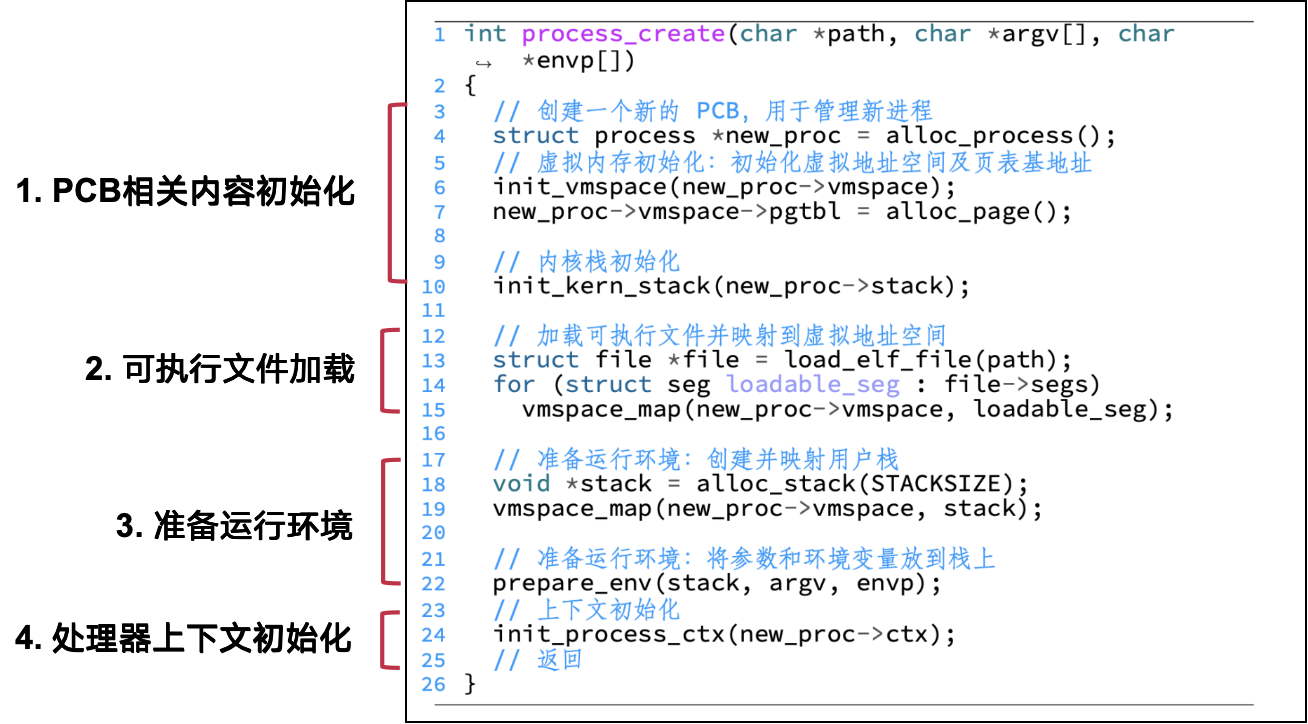 1 int process_create(char *path, char *argv[], char
↪ *envp[])
2 {
3 // 创建一个新的 PCB，用于管理新进程
4 struct process *new_proc = alloc_process();
5 // 虚拟内存初始化：初始化虚拟地址空间及页表基地址
6 init_vmspace(new_proc->vmspace);
7 new_proc->vmspace->pgtbl = alloc_page();
8
9 // 内核栈初始化
10 init_kern_stack(new_proc->stack);
11
12 // 加载可执行文件并映射到虚拟地址空间
13 struct file *file = load_elf_file(path);
14 for (struct seg loadable_seg : file->segs)
15 vmspace_map(new_proc->vmspace, loadable_seg);
16
17 // 准备运行环境：创建并映射用户栈
18 void *stack = alloc_stack(STACKSIZE);
19 vmspace_map(new_proc->vmspace, stack);
20
21 // 准备运行环境：将参数和环境变量放到栈上
22 prepare_env(stack, argv, envp);
23 // 上下文初始化
24 init_process_ctx(new_proc->ctx);
25 // 返回
26 }
1. PCB相关内容初始化
2. 可执行文件加载
3. 准备运行环境
4. 处理器上下文初始化